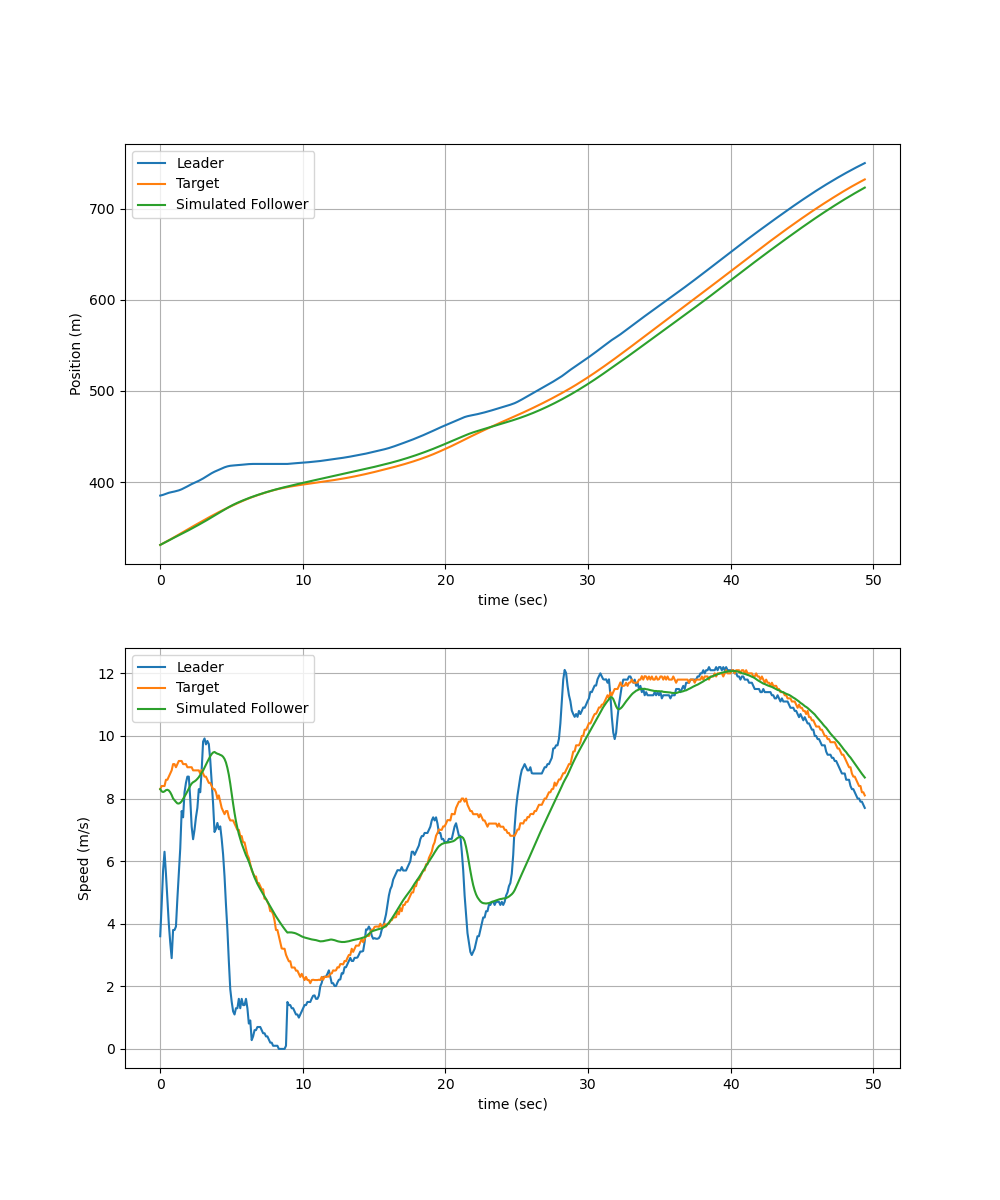 Leader
Target
Simulated Follower
700
600
500
400
Position (m)
0 10 20 30 40 50
time (sec)
Leader
Target
Simulated Follower
12
10
8
6
4
2
0
Speed (m/s)
0 10 20 30 40 50
time (sec)